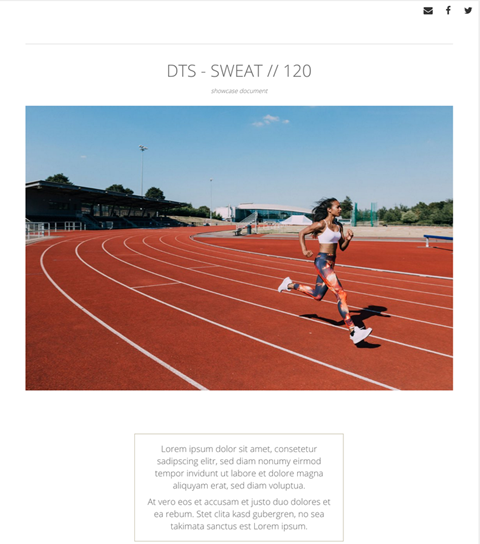 DTS - SWEAT // 120
showcase document
Lorem ipsum dolor sit amet, consetetur
sadipscing elitr, sed diam nonumy eirmod
tempor invidunt ut labore et dolore magna
aliquyam erat, sed diam voluptua.
At vero eos et accusam et justo duo dolores et
ea rebum. Stet clita kasd gubergren, no sea
takimata sanctus est Lorem ipsum.